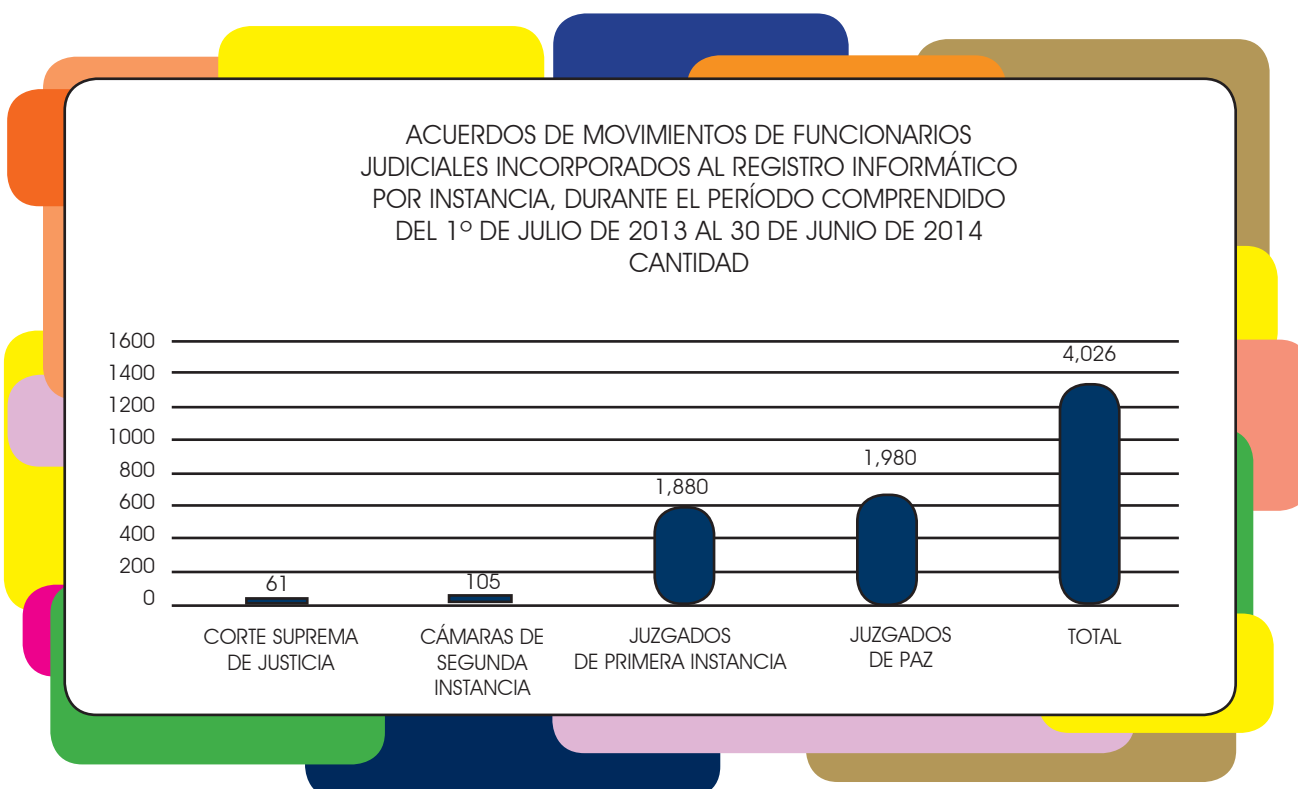 ACUERDOS DE MOVIMIENTOS DE FUNCIONARIOS
JUDICIALES INCORPORADOS AL REGISTRO INFORMÁTICO
POR INSTANCIA, DURANTE EL PERÍODO COMPRENDIDO
DEL 1º DE JULIO DE 2013 AL 30 DE JUNIO DE 2014
CANTIDAD
1600
1400
1200
1000
800
600
400
200
0
61
105
1,880
1,980
4,026
CORTE SUPREMA
DE JUSTICIA
CÁMARAS DE
SEGUNDA
INSTANCIA
JUZGADOS
DE PRIMERA INSTANCIA
JUZGADOS
DE PAZ
TOTAL